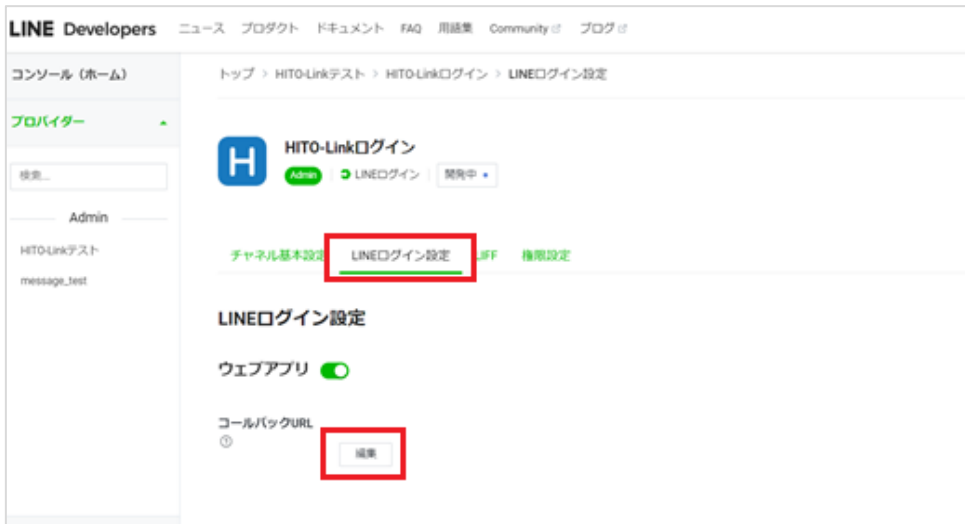 LINE Developers ニュース プロダクト ドキュメント FAQ 用語集 Community ブログ
コンソール（ホーム）
トップ > HITO-Linkテスト > HITO-Linkログイン > LINEログイン設定
プロバイダー
検索...
Admin
HITO-Linkテスト
message_test
H
HITO-Linkログイン
Admin LINEログイン 開発中
チャネル基本設定 LINEログイン設定 LIFF 権限設定
LINEログイン設定
ウェブアプリ
コールバックURL
編集